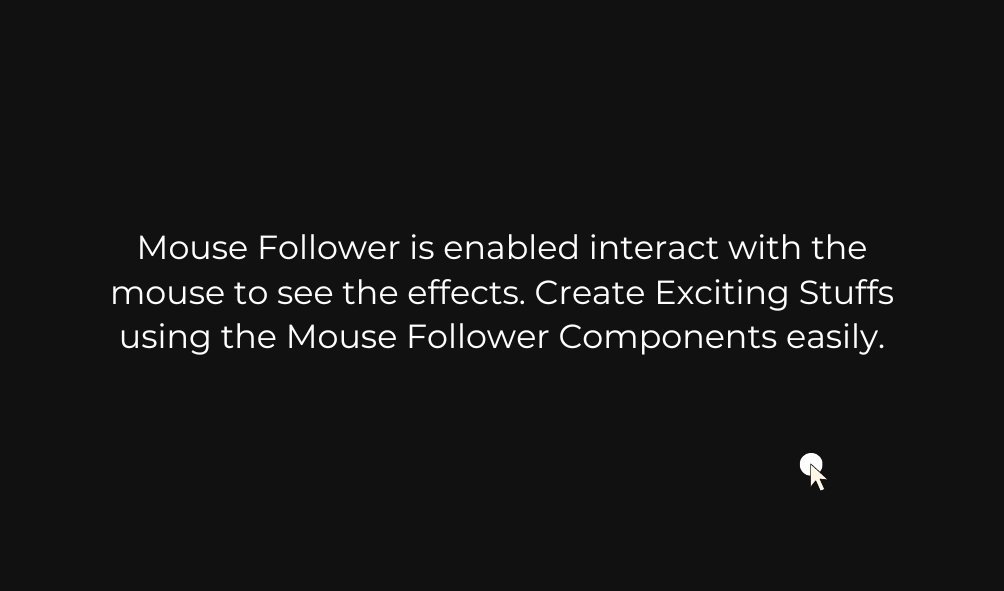 Mouse Follower is enabled interact with the
mouse to see the effects. Create Exciting Stuffs
using the Mouse Follower Components easily.